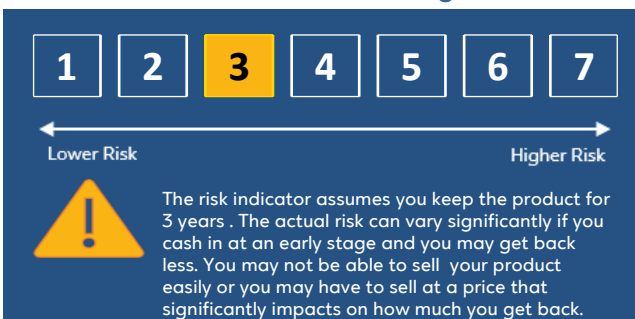 1 2 3 4 5 6 7
Lower Risk Higher Risk
!
The risk indicator assumes you keep the product for
3 years . The actual risk can vary significantly if you
cash in at an early stage and you may get back
less. You may not be able to sell your product
easily or you may have to sell at a price that
significantly impacts on how much you get back.